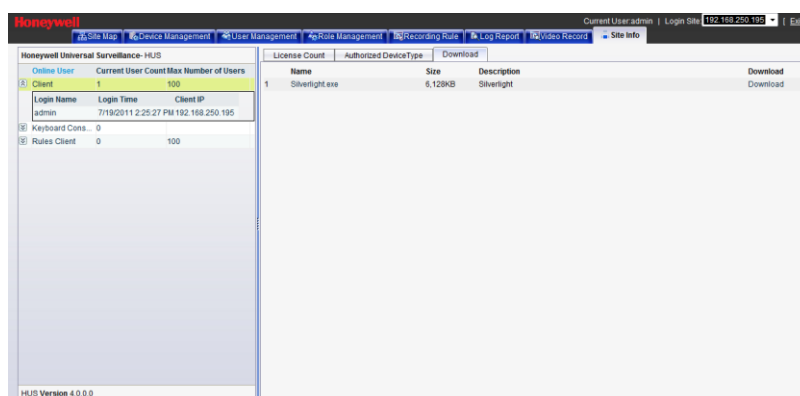 Honeywell
Current User:admin | Login Site 192.168.250.195 [
Site Map Device Management User Management Role Management Recording Rule Log Report Video Record Site Info
Honeywell Universal Surveillance- HUS
Online User Current User Count Max Number of Users
Client 1 100
Login Name Login Time Client IP
admin 7/19/2011 2:25:27 PM 192.168.250.195
Keyboard Cons... 0
Rules Client 0 100
HUS Version 4.0.0.0
License Count Authorized DeviceType Download
Name Size Description Download
1 Silverlight.exe 6,128KB Silverlight Download